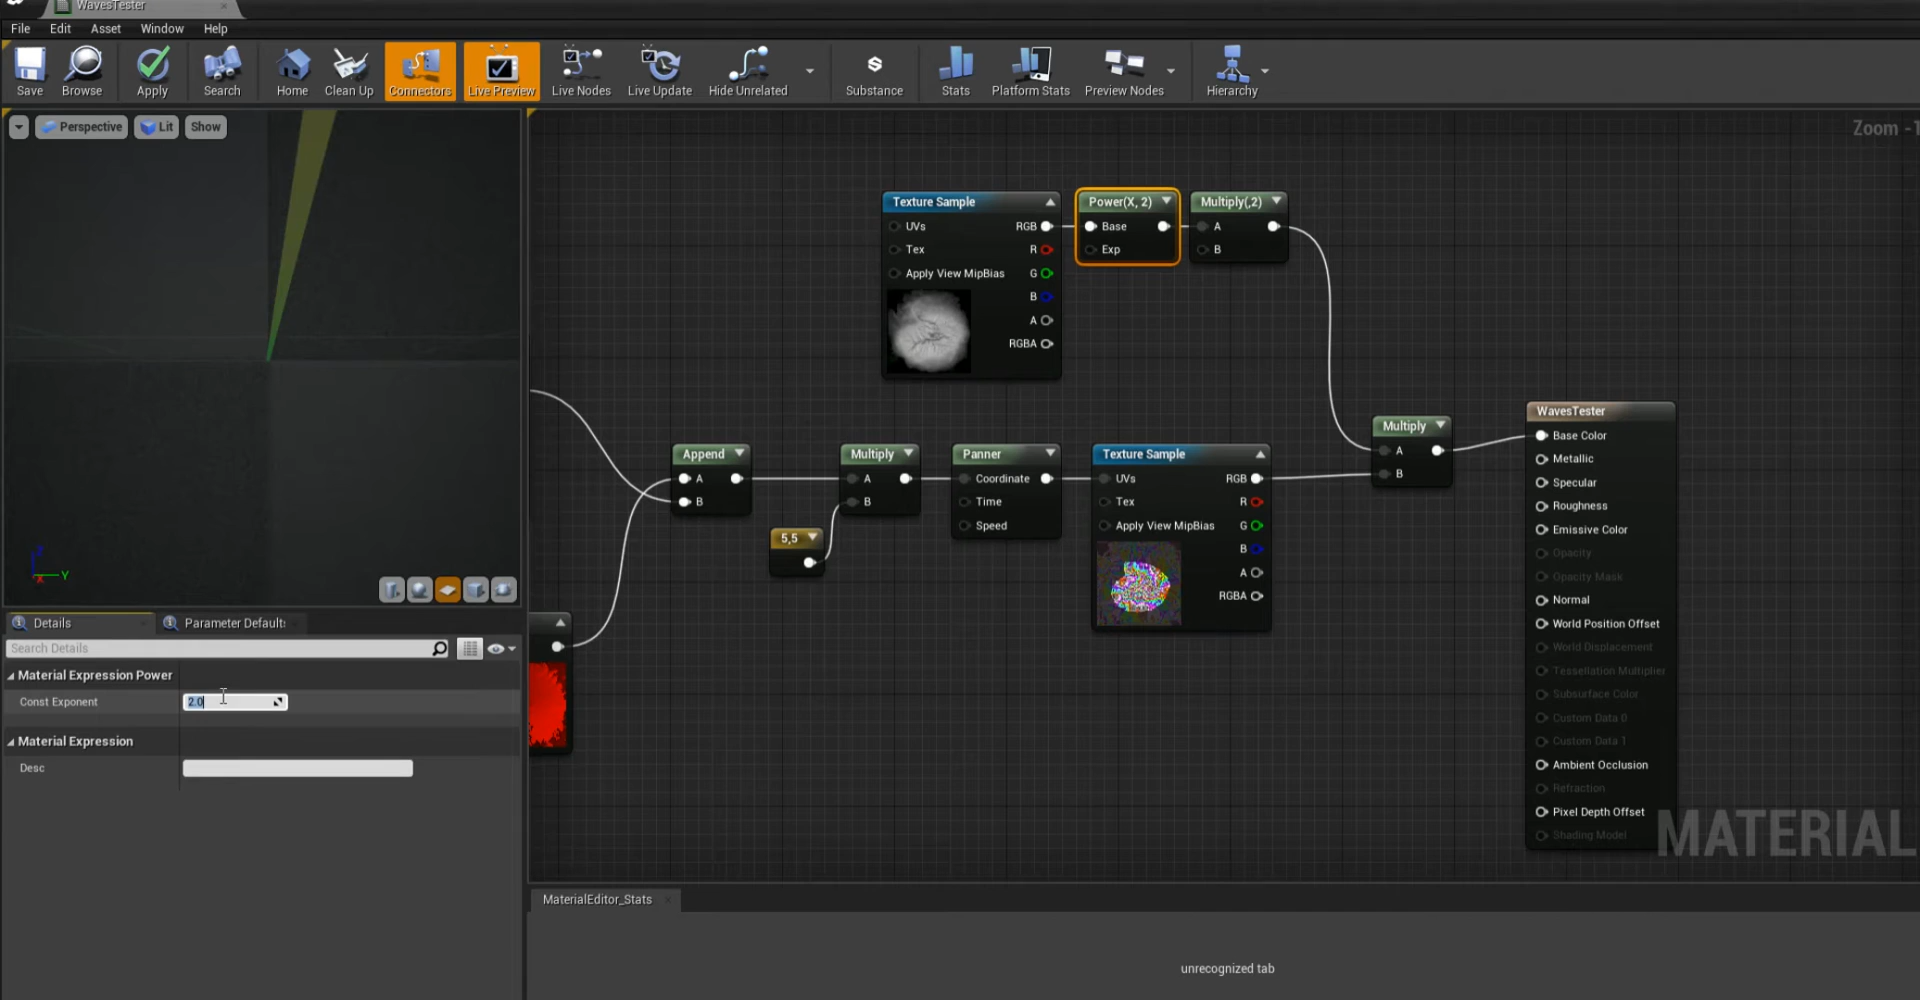 WavesTester
File Edit Asset Window Help
Save Browse Apply Search Home Clean Up Connectors Live Preview Live Nodes Live Update Hide Unrelated Substance Stats Platform Stats Preview Nodes Hierarchy
Perspective Lit Show
Zoom -1
Texture Sample
UVs RGB
Tex R
Apply View MipBias G
B
A
RGBA
Power(X, 2)
Base
Exp
Multiply(,2)
A
B
Append
A
B
Multiply
A
B
5,5
Panner
Coordinate
Time
Speed
Texture Sample
UVs RGB
Tex R
Apply View MipBias G
B
A
RGBA
Multiply
A
B
WavesTester
Base Color
Metallic
Specular
Roughness
Emissive Color
Opacity
Opacity Mask
Normal
World Position Offset
World Displacement
Tessellation Multiplier
Subsurface Color
Custom Data 0
Custom Data 1
Ambient Occlusion
Refraction
Pixel Depth Offset
Shading Model
MATERIAL
Z
X Y
Details Parameter Default
Search Details
Material Expression Power
Const Exponent 2.0
Material Expression
Desc
MaterialEditor_Stats
unrecognized tab